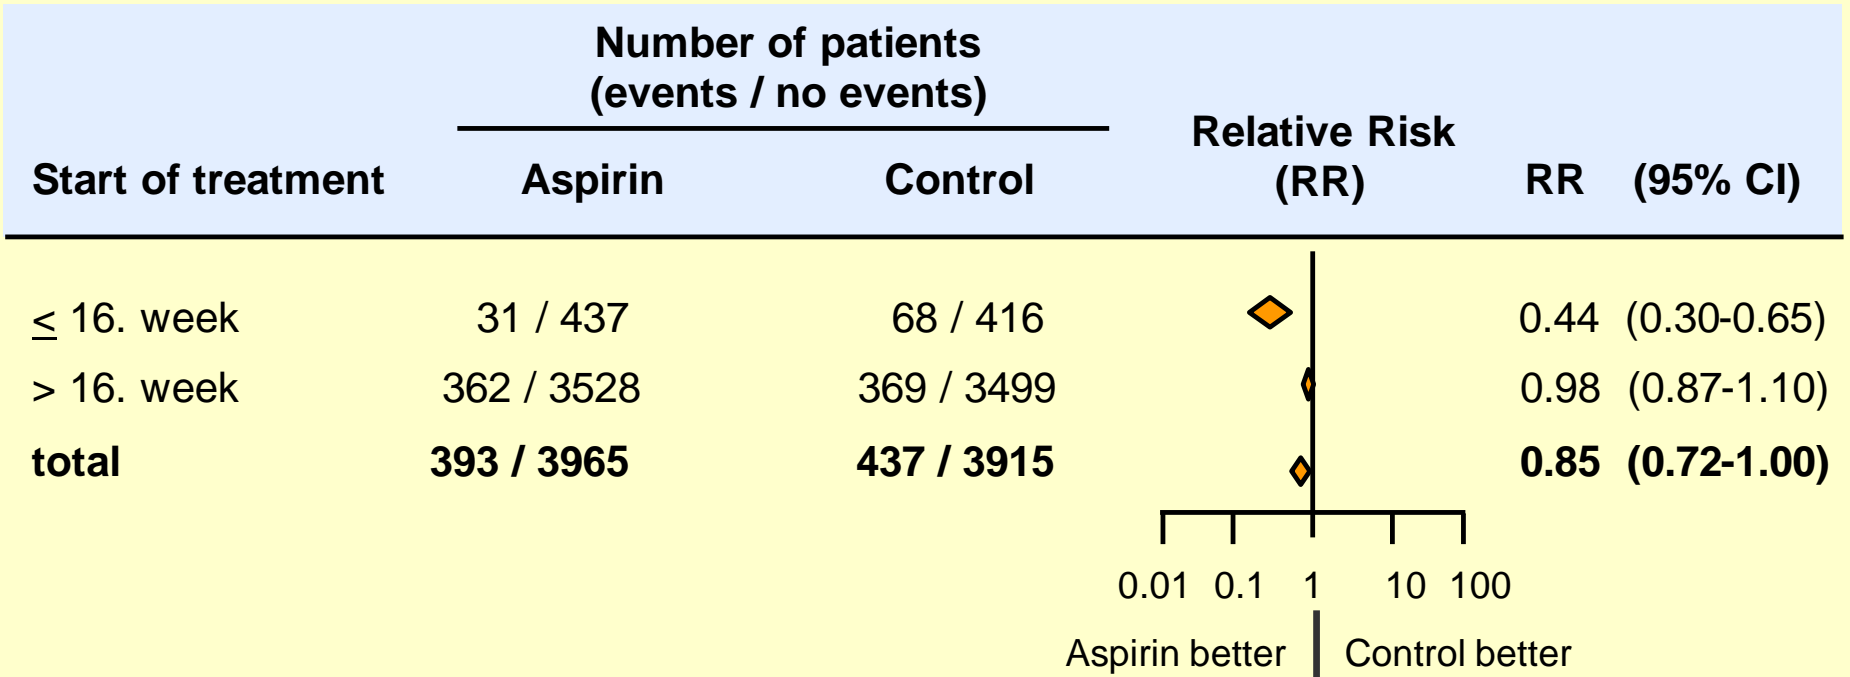 Number of patients
(events / no events)
Relative Risk
Start of treatment Aspirin Control (RR) RR (95% CI)
≤ 16. week 31 / 437 68 / 416 0.44 (0.30-0.65)
> 16. week 362 / 3528 369 / 3499 0.98 (0.87-1.10)
total 393 / 3965 437 / 3915 0.85 (0.72-1.00)
0.01 0.1 1 10 100
Aspirin better Control better